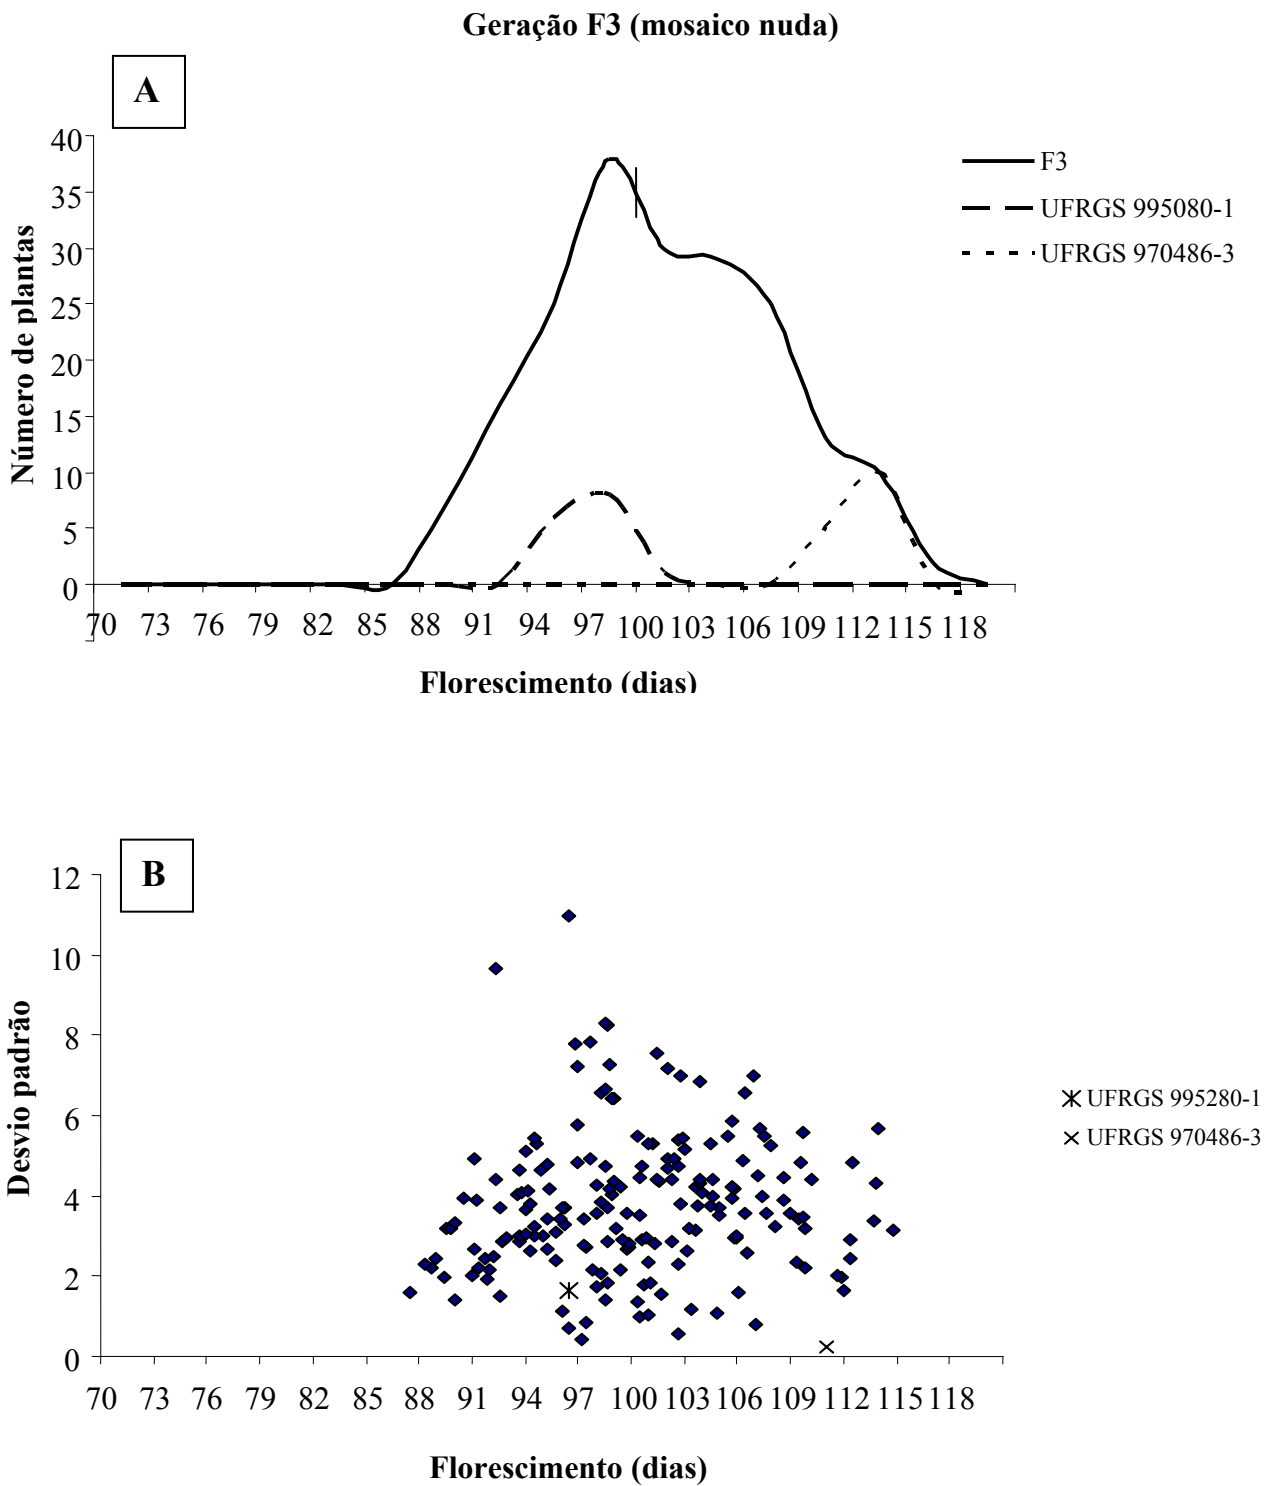 Geração F3 (mosaico nuda)
A
40
35
30
25
20
15
10
5
0
Número de plantas
F3
UFRGS 995080-1
UFRGS 970486-3
70 73 76 79 82 85 88 91 94 97 100 103 106 109 112 115 118
Florescimento (dias)
B
12
10
8
6
4
2
0
Desvio padrão
UFRGS 995280-1
UFRGS 970486-3
70 73 76 79 82 85 88 91 94 97 100 103 106 109 112 115 118
Florescimento (dias)